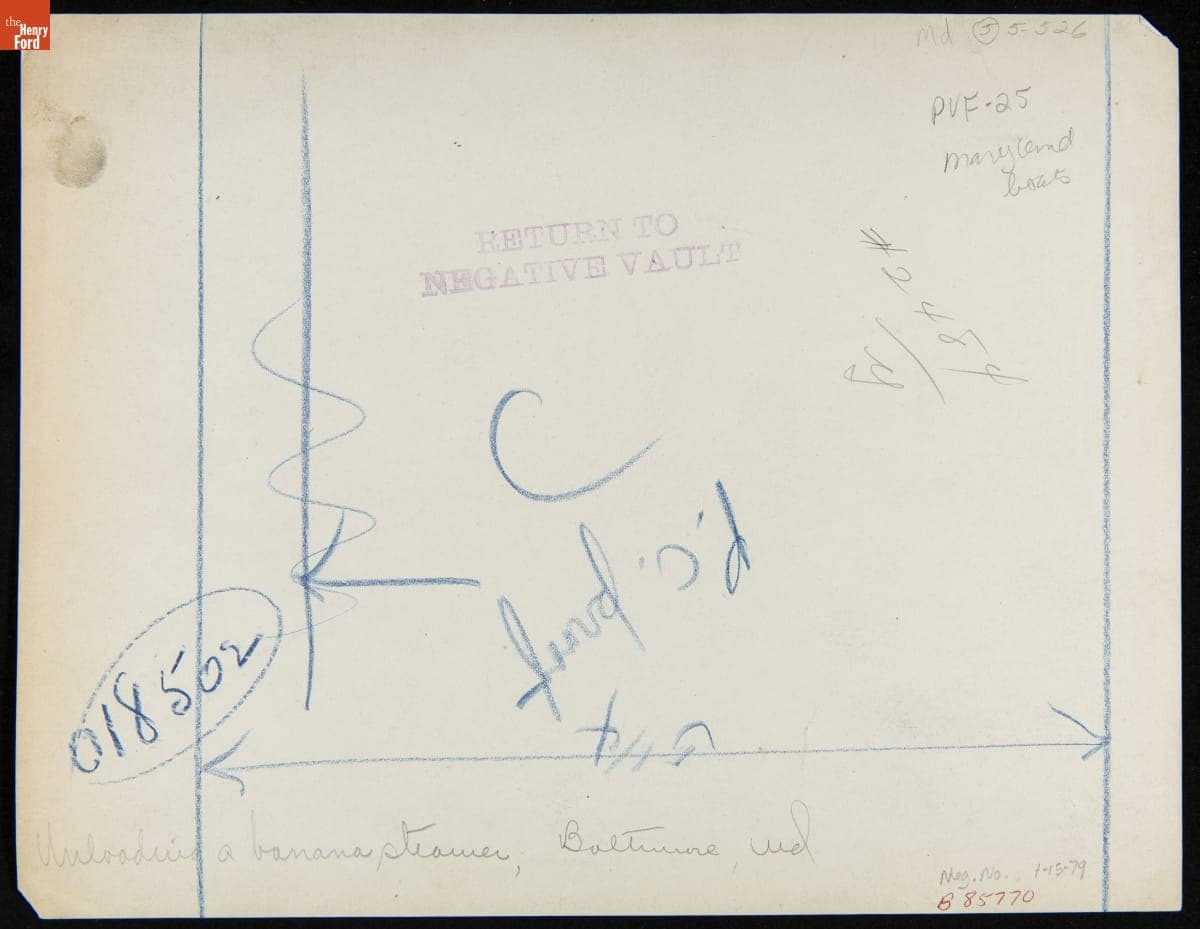 the
Henry
Ford
Md (5) 5-526
PVF-25
Maryland
boats
RETURN TO
NEGATIVE VAULT
C
P.C.
018502
Unloading a banana steamer, Baltimore, Md
Neg. No. 1-15-79
B 85770